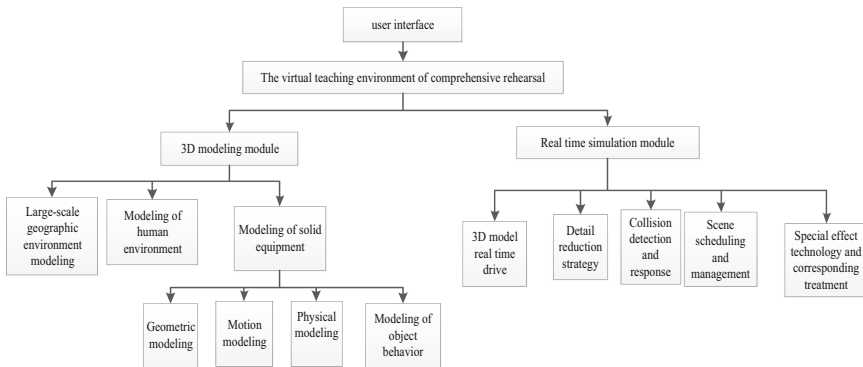 user interface
The virtual teaching environment of comprehensive rehearsal
3D modeling module
Real time simulation module
Large-scale
geographic
environment
modeling
Modeling of
human
environment
Modeling of solid
equipment
3D model
real time
drive
Detail
reduction
strategy
Collision
detection
and
response
Scene
scheduling
and
management
Special effect
technology and
corresponding
treatment
Geometric
modeling
Motion
modeling
Physical
modeling
Modeling of
object
behavior